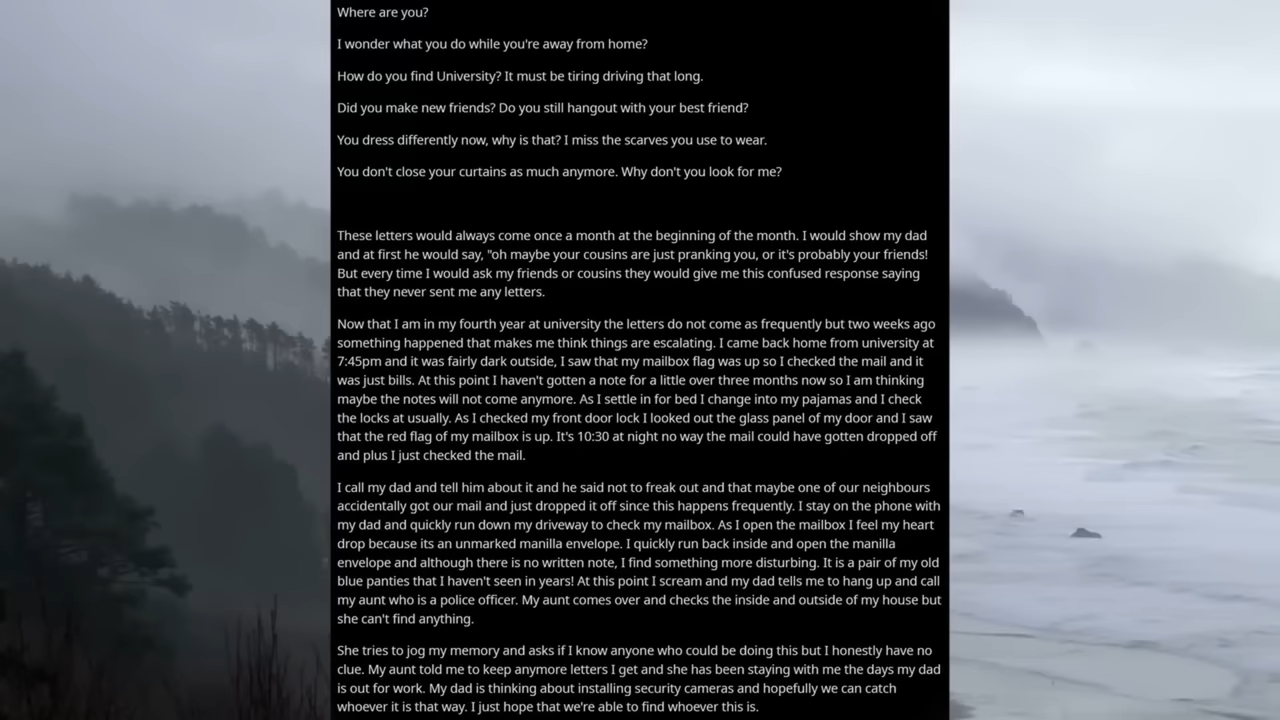 Where are you?
I wonder what you do while you're away from home?
How do you find University? It must be tiring driving that long.
Did you make new friends? Do you still hangout with your best friend?
You dress differently now, why is that? I miss the scarves you use to wear.
You don't close your curtains as much anymore. Why don't you look for me?
These letters would always come once a month at the beginning of the month. I would show my dad
and at first he would say, "oh maybe your cousins are just pranking you, or it's probably your friends!
But every time I would ask my friends or cousins they would give me this confused response saying
that they never sent me any letters.
Now that I am in my fourth year at university the letters do not come as frequently but two weeks ago
something happened that makes me think things are escalating. I came back home from university at
7:45pm and it was fairly dark outside, I saw that my mailbox flag was up so I checked the mail and it
was just bills. At this point I haven't gotten a note for a little over three months now so I am thinking
maybe the notes will not come anymore. As I settle in for bed I change into my pajamas and I check
the locks at usually. As I checked my front door lock I looked out the glass panel of my door and I saw
that the red flag of my mailbox is up. It's 10:30 at night no way the mail could have gotten dropped off
and plus I just checked the mail.
I call my dad and tell him about it and he said not to freak out and that maybe one of our neighbours
accidentally got our mail and just dropped it off since this happens frequently. I stay on the phone with
my dad and quickly run down my driveway to check my mailbox. As I open the mailbox I feel my heart
drop because its an unmarked manilla envelope. I quickly run back inside and open the manilla
envelope and although there is no written note, I find something more disturbing. It is a pair of my old
blue panties that I haven't seen in years! At this point I scream and my dad tells me to hang up and call
my aunt who is a police officer. My aunt comes over and checks the inside and outside of my house but
she can't find anything.
She tries to jog my memory and asks if I know anyone who could be doing this but I honestly have no
clue. My aunt told me to keep anymore letters I get and she has been staying with me the days my dad
is out for work. My dad is thinking about installing security cameras and hopefully we can catch
whoever it is that way. I just hope that we're able to find whoever this is.